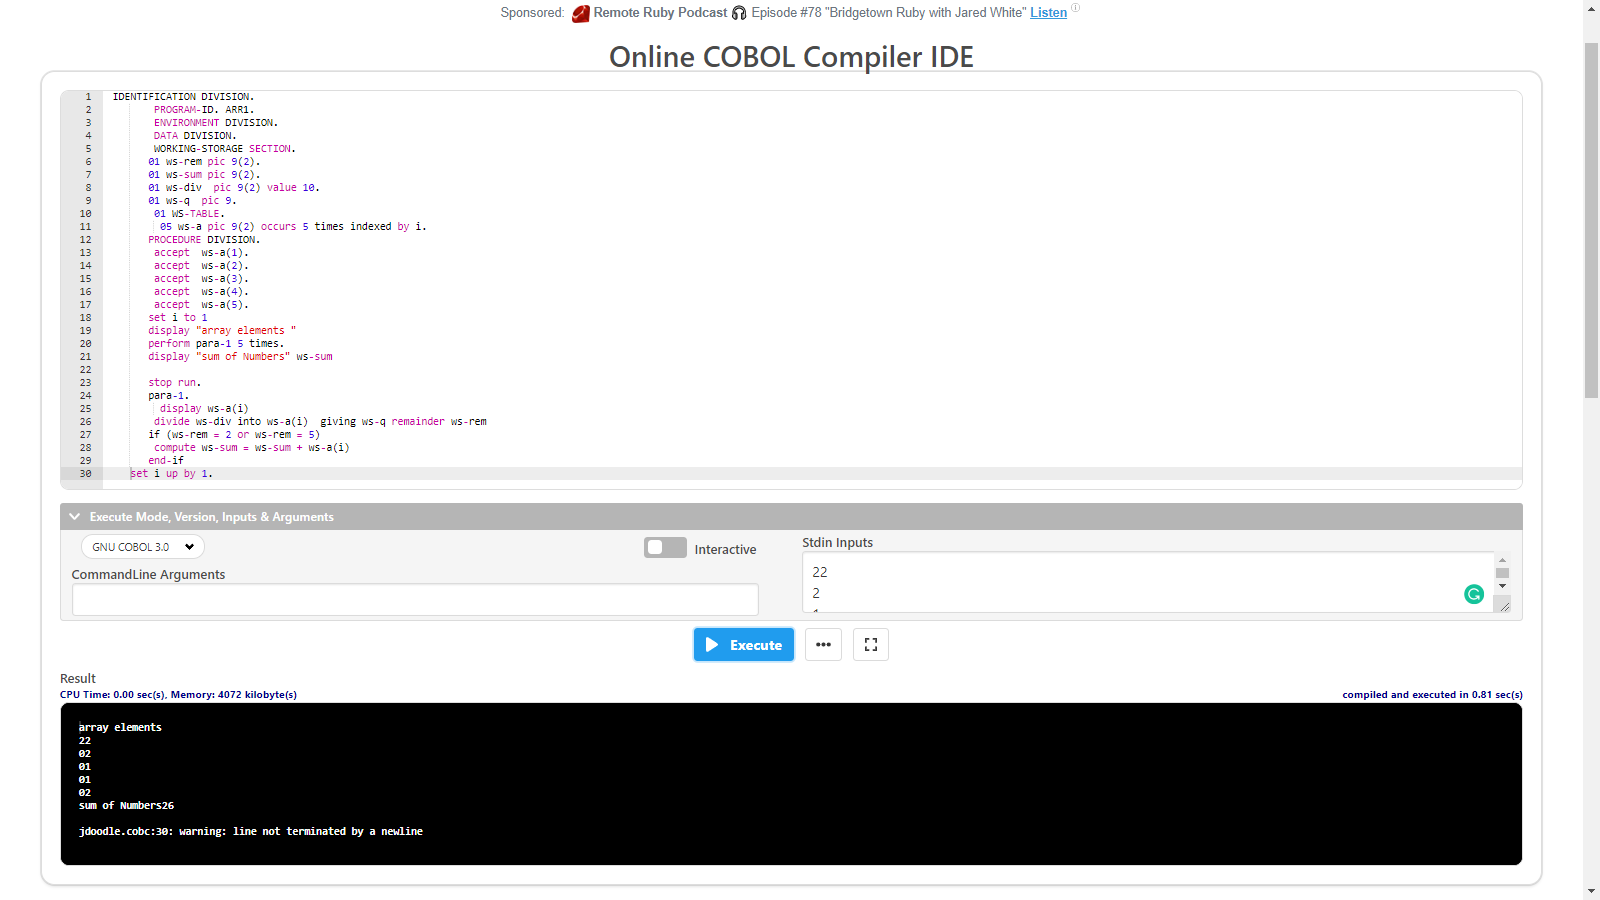 Sponsored: Remote Ruby Podcast 🎧 Episode #78 "Bridgetown Ruby with Jared White" Listen ⓘ
Online COBOL Compiler IDE
1 IDENTIFICATION DIVISION.
2 PROGRAM-ID. ARR1.
3 ENVIRONMENT DIVISION.
4 DATA DIVISION.
5 WORKING-STORAGE SECTION.
6 01 ws-rem pic 9(2).
7 01 ws-sum pic 9(2).
8 01 ws-div  pic 9(2) value 10.
9 01 ws-q  pic 9.
10 01 WS-TABLE.
11 05 ws-a pic 9(2) occurs 5 times indexed by i.
12 PROCEDURE DIVISION.
13 accept  ws-a(1).
14 accept  ws-a(2).
15 accept  ws-a(3).
16 accept  ws-a(4).
17 accept  ws-a(5).
18 set i to 1
19 display "array elements "
20 perform para-1 5 times.
21 display "sum of Numbers" ws-sum
22
23 stop run.
24 para-1.
25 display ws-a(i)
26 divide ws-div into ws-a(i)  giving ws-q remainder ws-rem
27 if (ws-rem = 2 or ws-rem = 5)
28 compute ws-sum = ws-sum + ws-a(i)
29 end-if
30 set i up by 1.
Execute Mode, Version, Inputs & Arguments
GNU COBOL 3.0
Interactive
Stdin Inputs
CommandLine Arguments
22
2
Execute
Result
CPU Time: 0.00 sec(s), Memory: 4072 kilobyte(s)
compiled and executed in 0.81 sec(s)
array elements
22
02
01
01
02
sum of Numbers26
jdoodle.cobc:30: warning: line not terminated by a newline